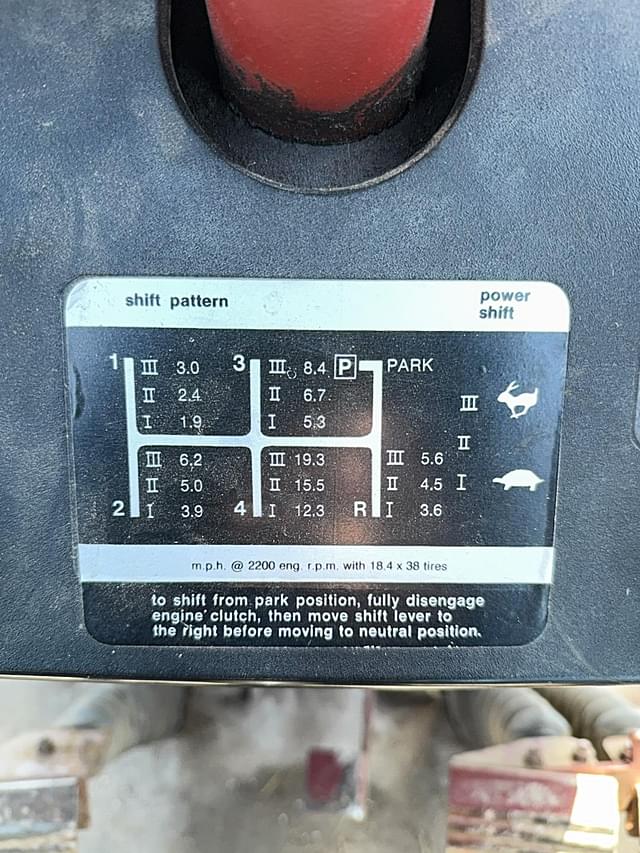 shift pattern power shift
1 III 3.0 3 III 8.4 P PARK
II 2.4 II 6.7 III
I 1.9 I 5.3 II
III 6.2 III 19.3 III 5.6
II 5.0 II 15.5 II 4.5 I
2 I 3.9 4 I 12.3 R I 3.6
m.p.h. @ 2200 eng. r.p.m. with 18.4 x 38 tires
to shift from park position, fully disengage
engine clutch, then move shift lever to
the right before moving to neutral position.